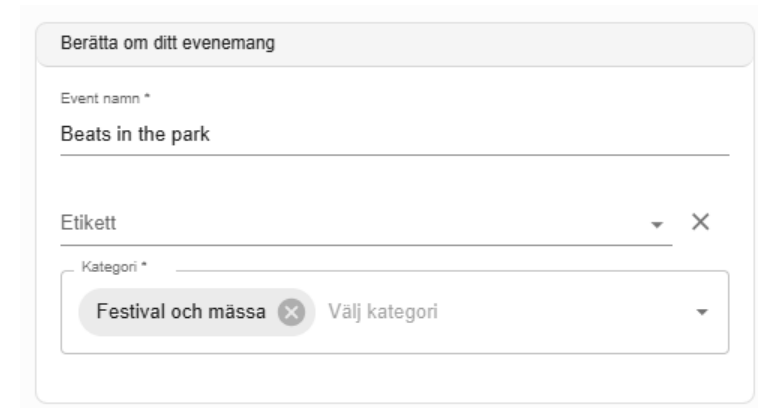 Berätta om ditt evenemang
Event namn *
Beats in the park
Etikett
Kategori *
Festival och mässa Välj kategori